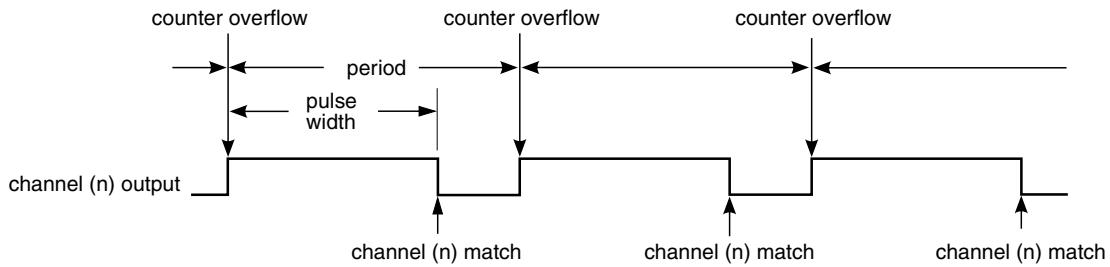 counter overflow
counter overflow
counter overflow
period
pulse
width
channel (n) output
channel (n) match
channel (n) match
channel (n) match